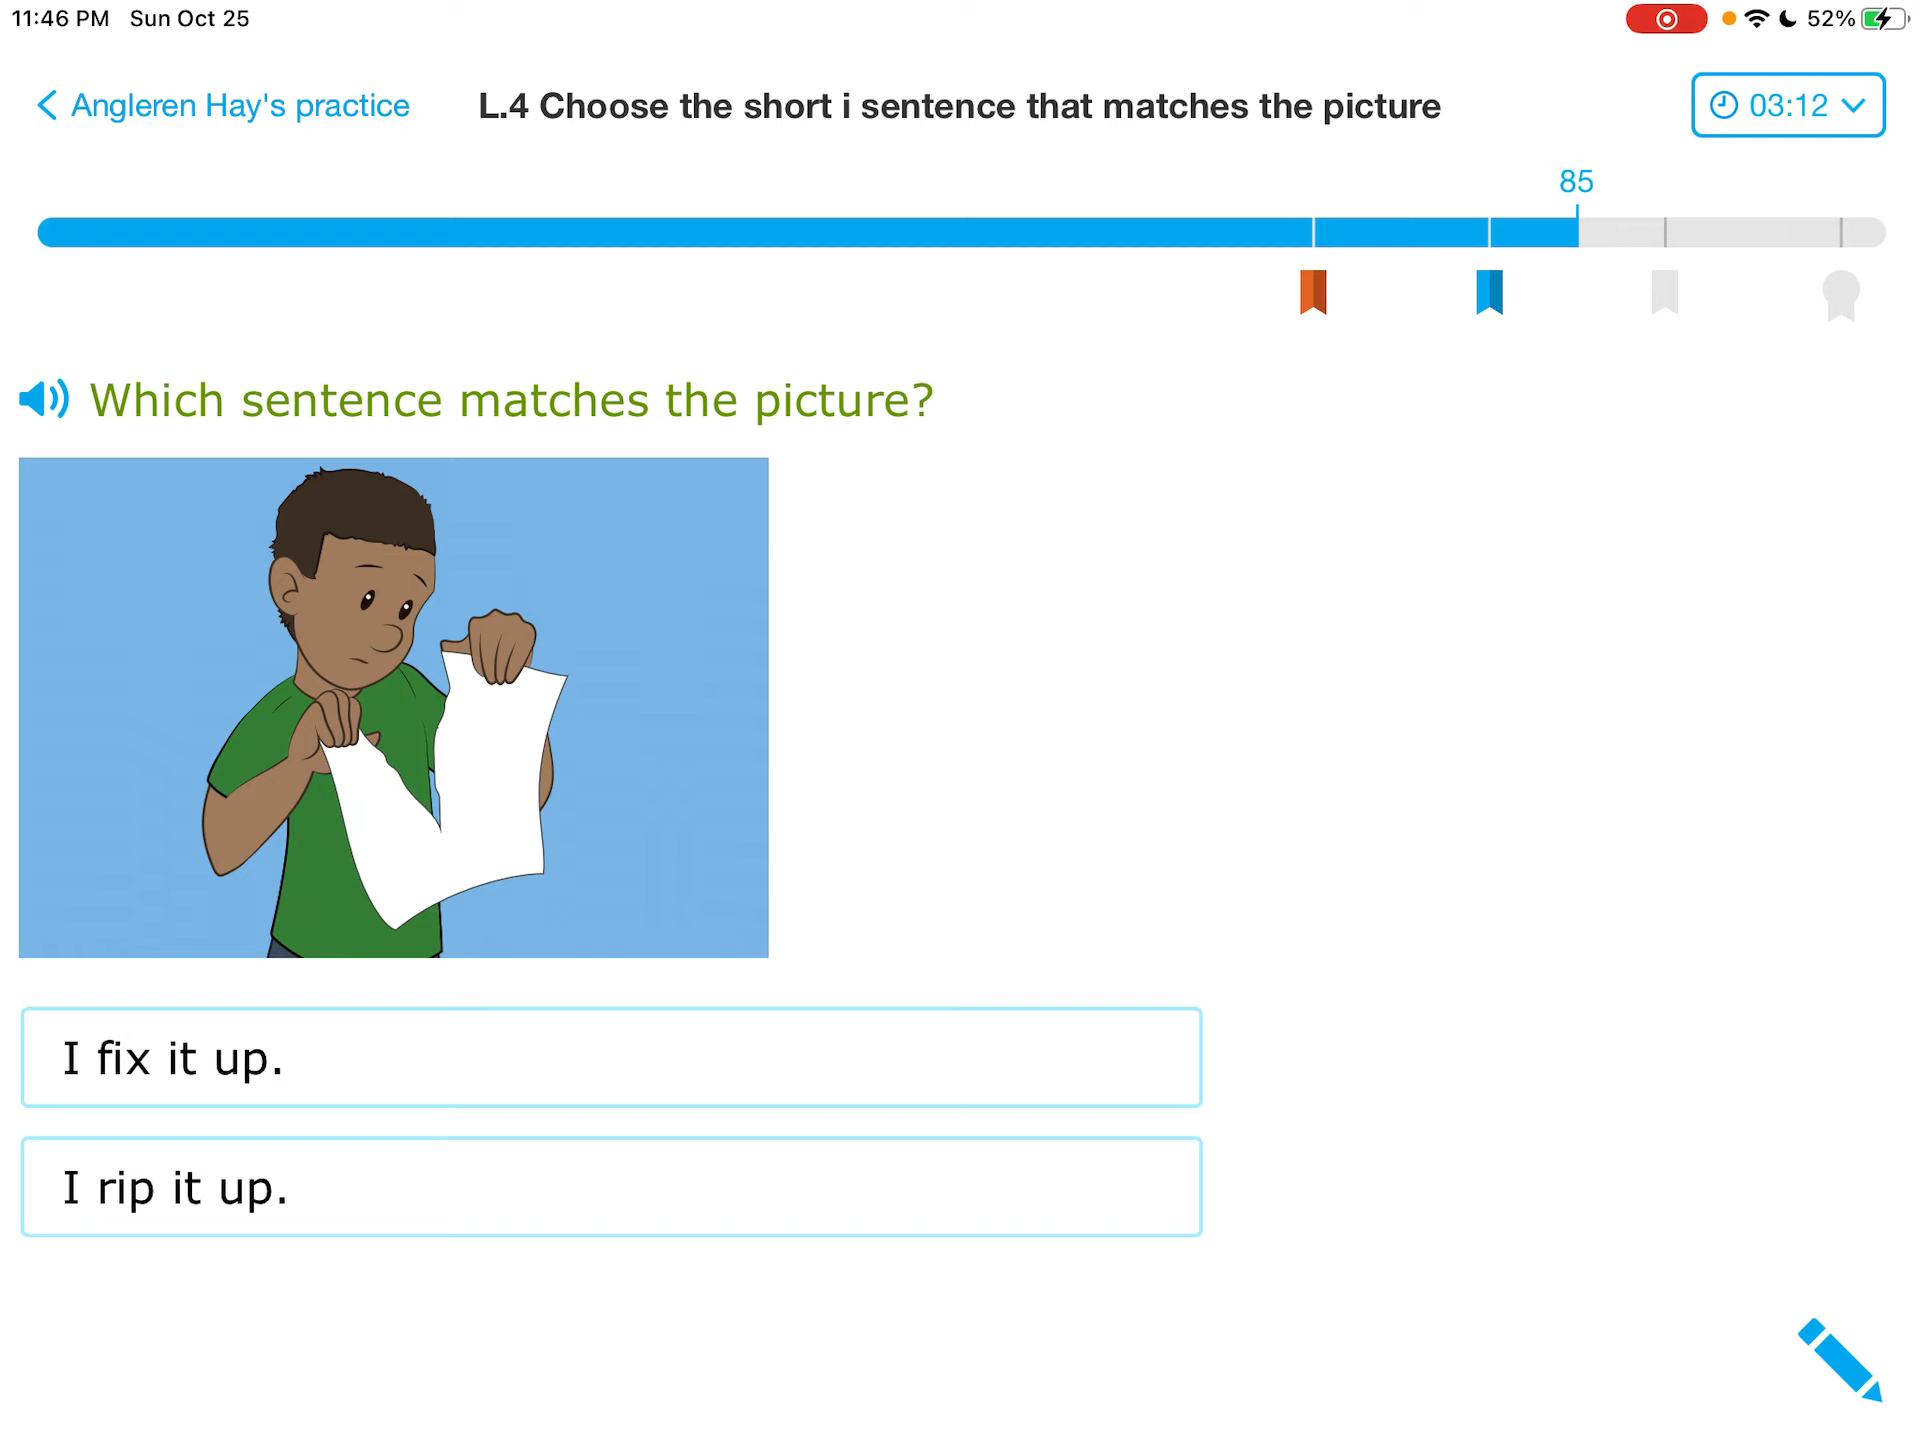 11:46 PM Sun Oct 25
52%
Angleren Hay's practice
L.4 Choose the short i sentence that matches the picture
03:12
85
Which sentence matches the picture?
I fix it up.
I rip it up.